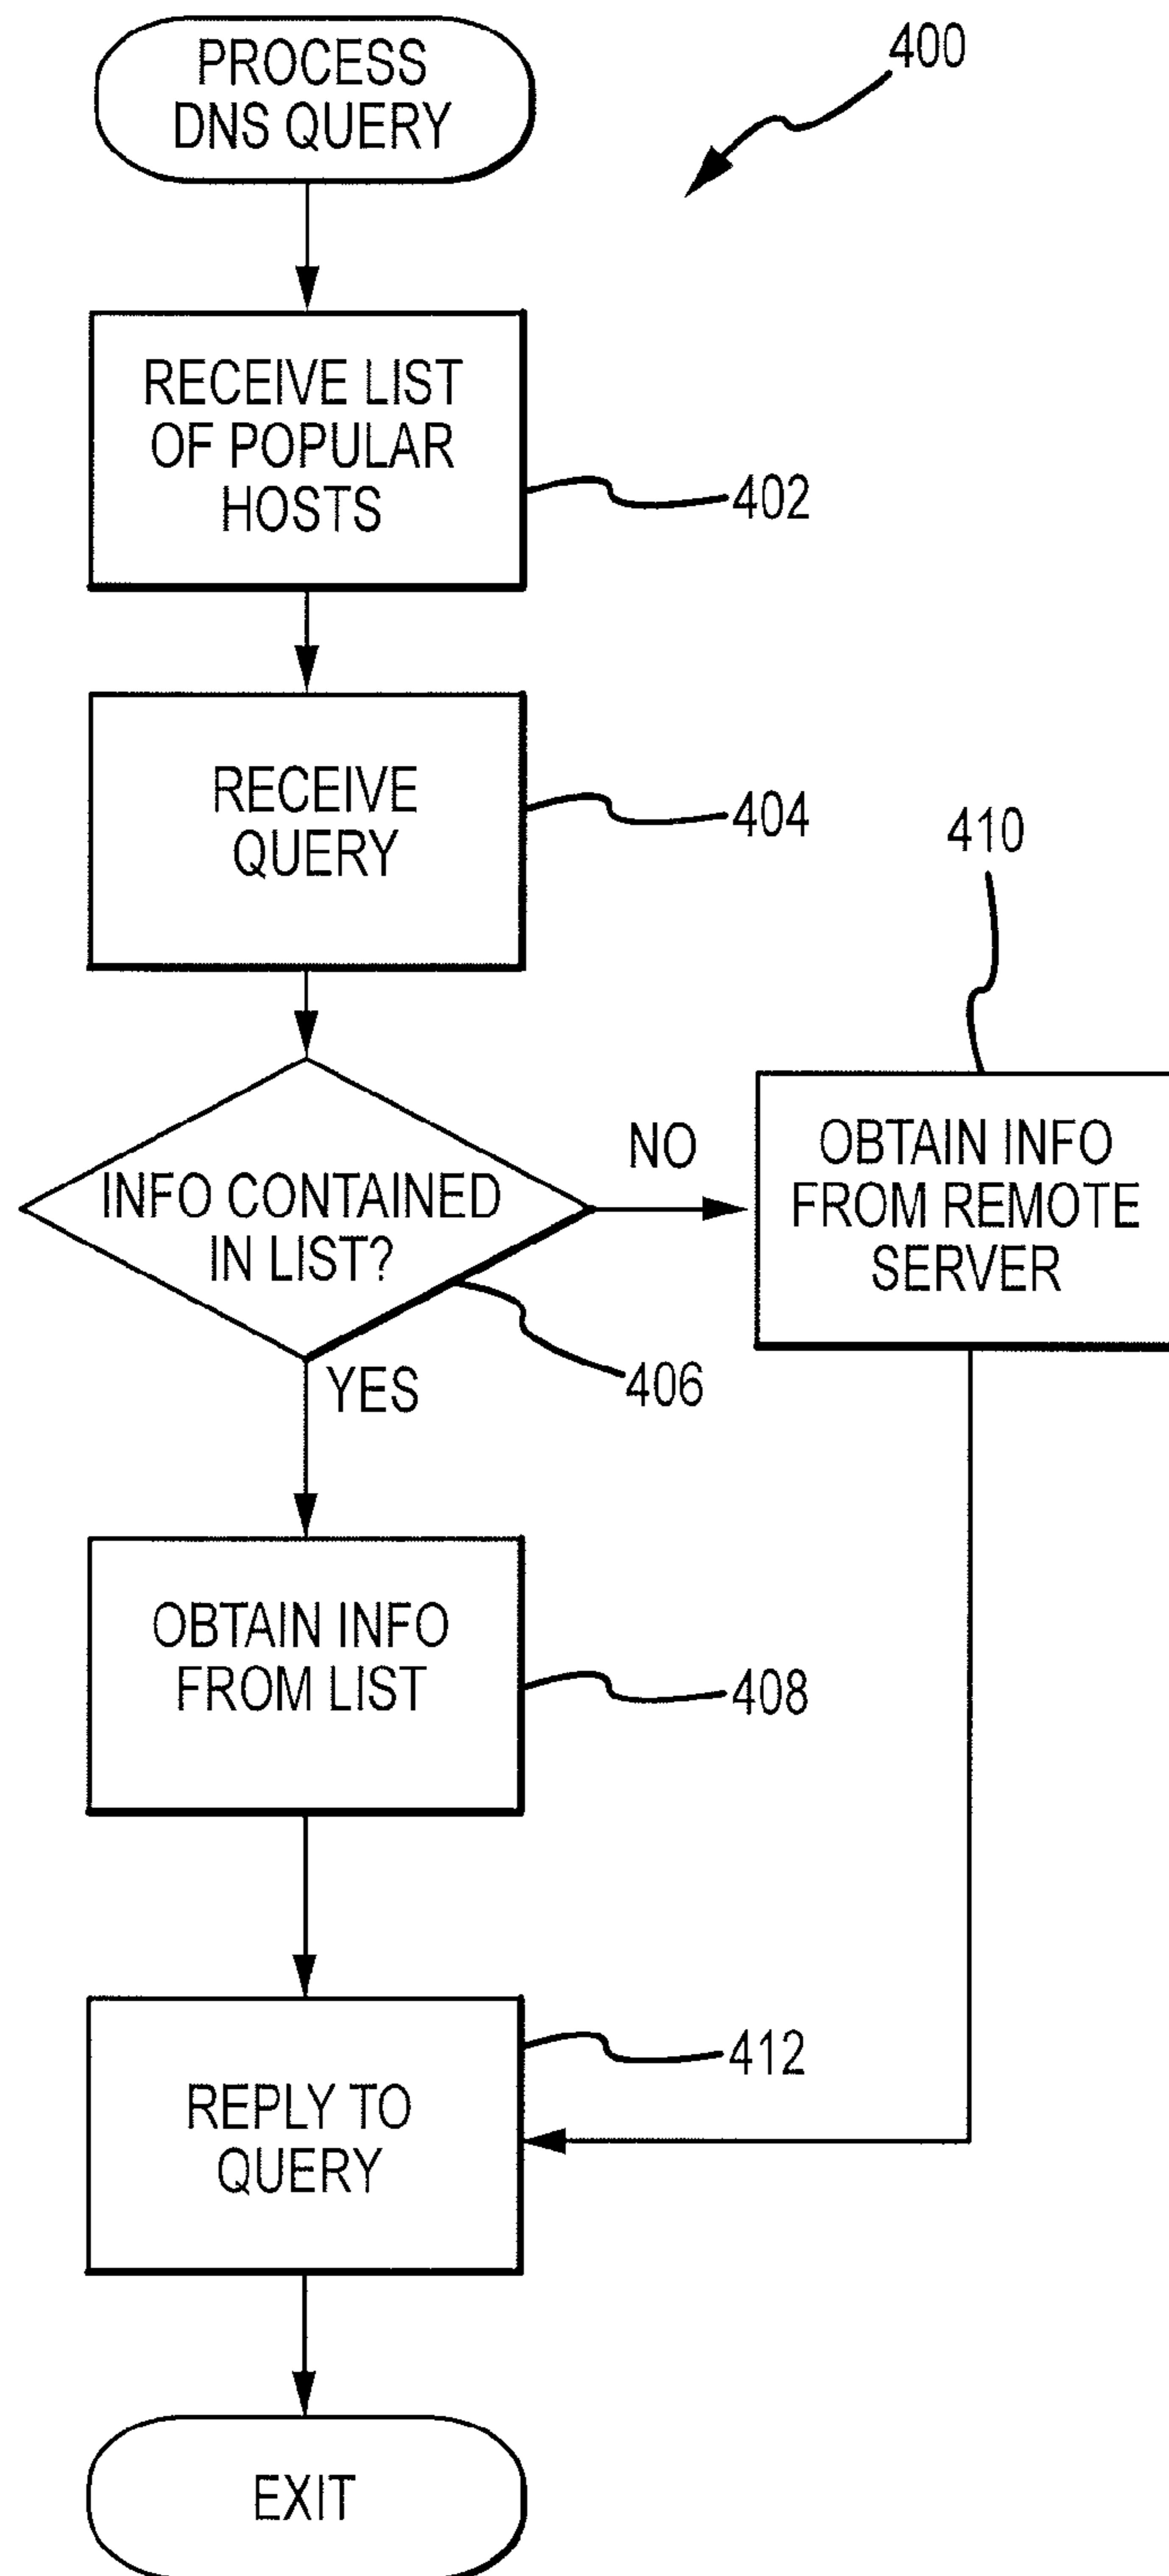 PROCESS
DNS QUERY
400
RECEIVE LIST
OF POPULAR
HOSTS
402
RECEIVE
QUERY
404
410
INFO CONTAINED
IN LIST?
406
NO
YES
OBTAIN INFO
FROM REMOTE
SERVER
OBTAIN INFO
FROM LIST
408
REPLY TO
QUERY
412
EXIT